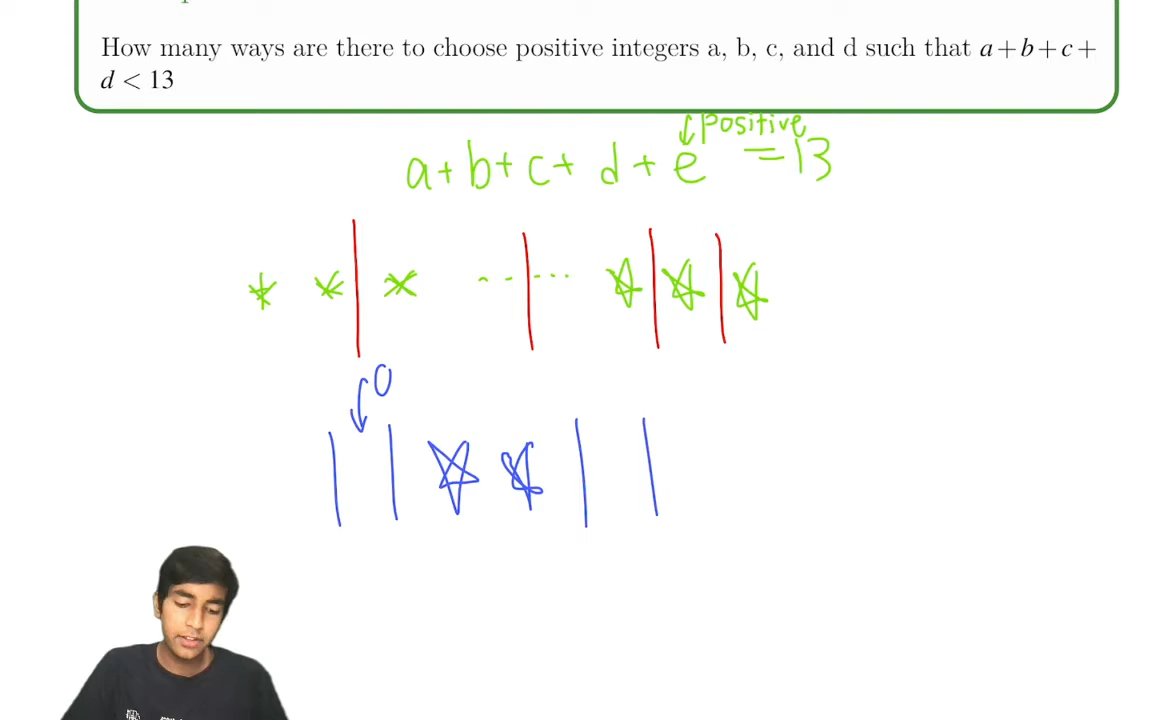 How many ways are there to choose positive integers a, b, c, and d such that a + b + c +
d < 13
positive
a + b + c + d + e = 13
0